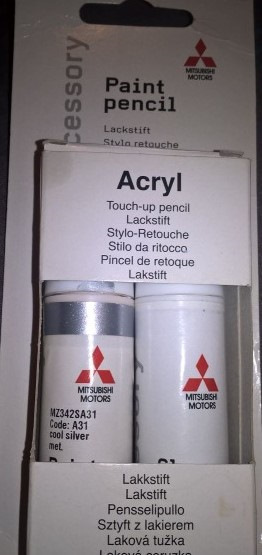 cessory
MITSUBISHI
MOTORS
Paint
pencil
Lackstift
Stylo retouche
Acryl
Touch-up pencil
Lackstift
Stylo-Retouche
Stilo da ritocco
Pincel de retoque
Lakstift
MITSUBISHI
MOTORS
MZ342SA31
Code: A31
cool silver
met.
MITSUBISHI
MOTORS
Lakkstift
Lakstift
Pensselipullo
Sztyft z lakierem
Laková tužka